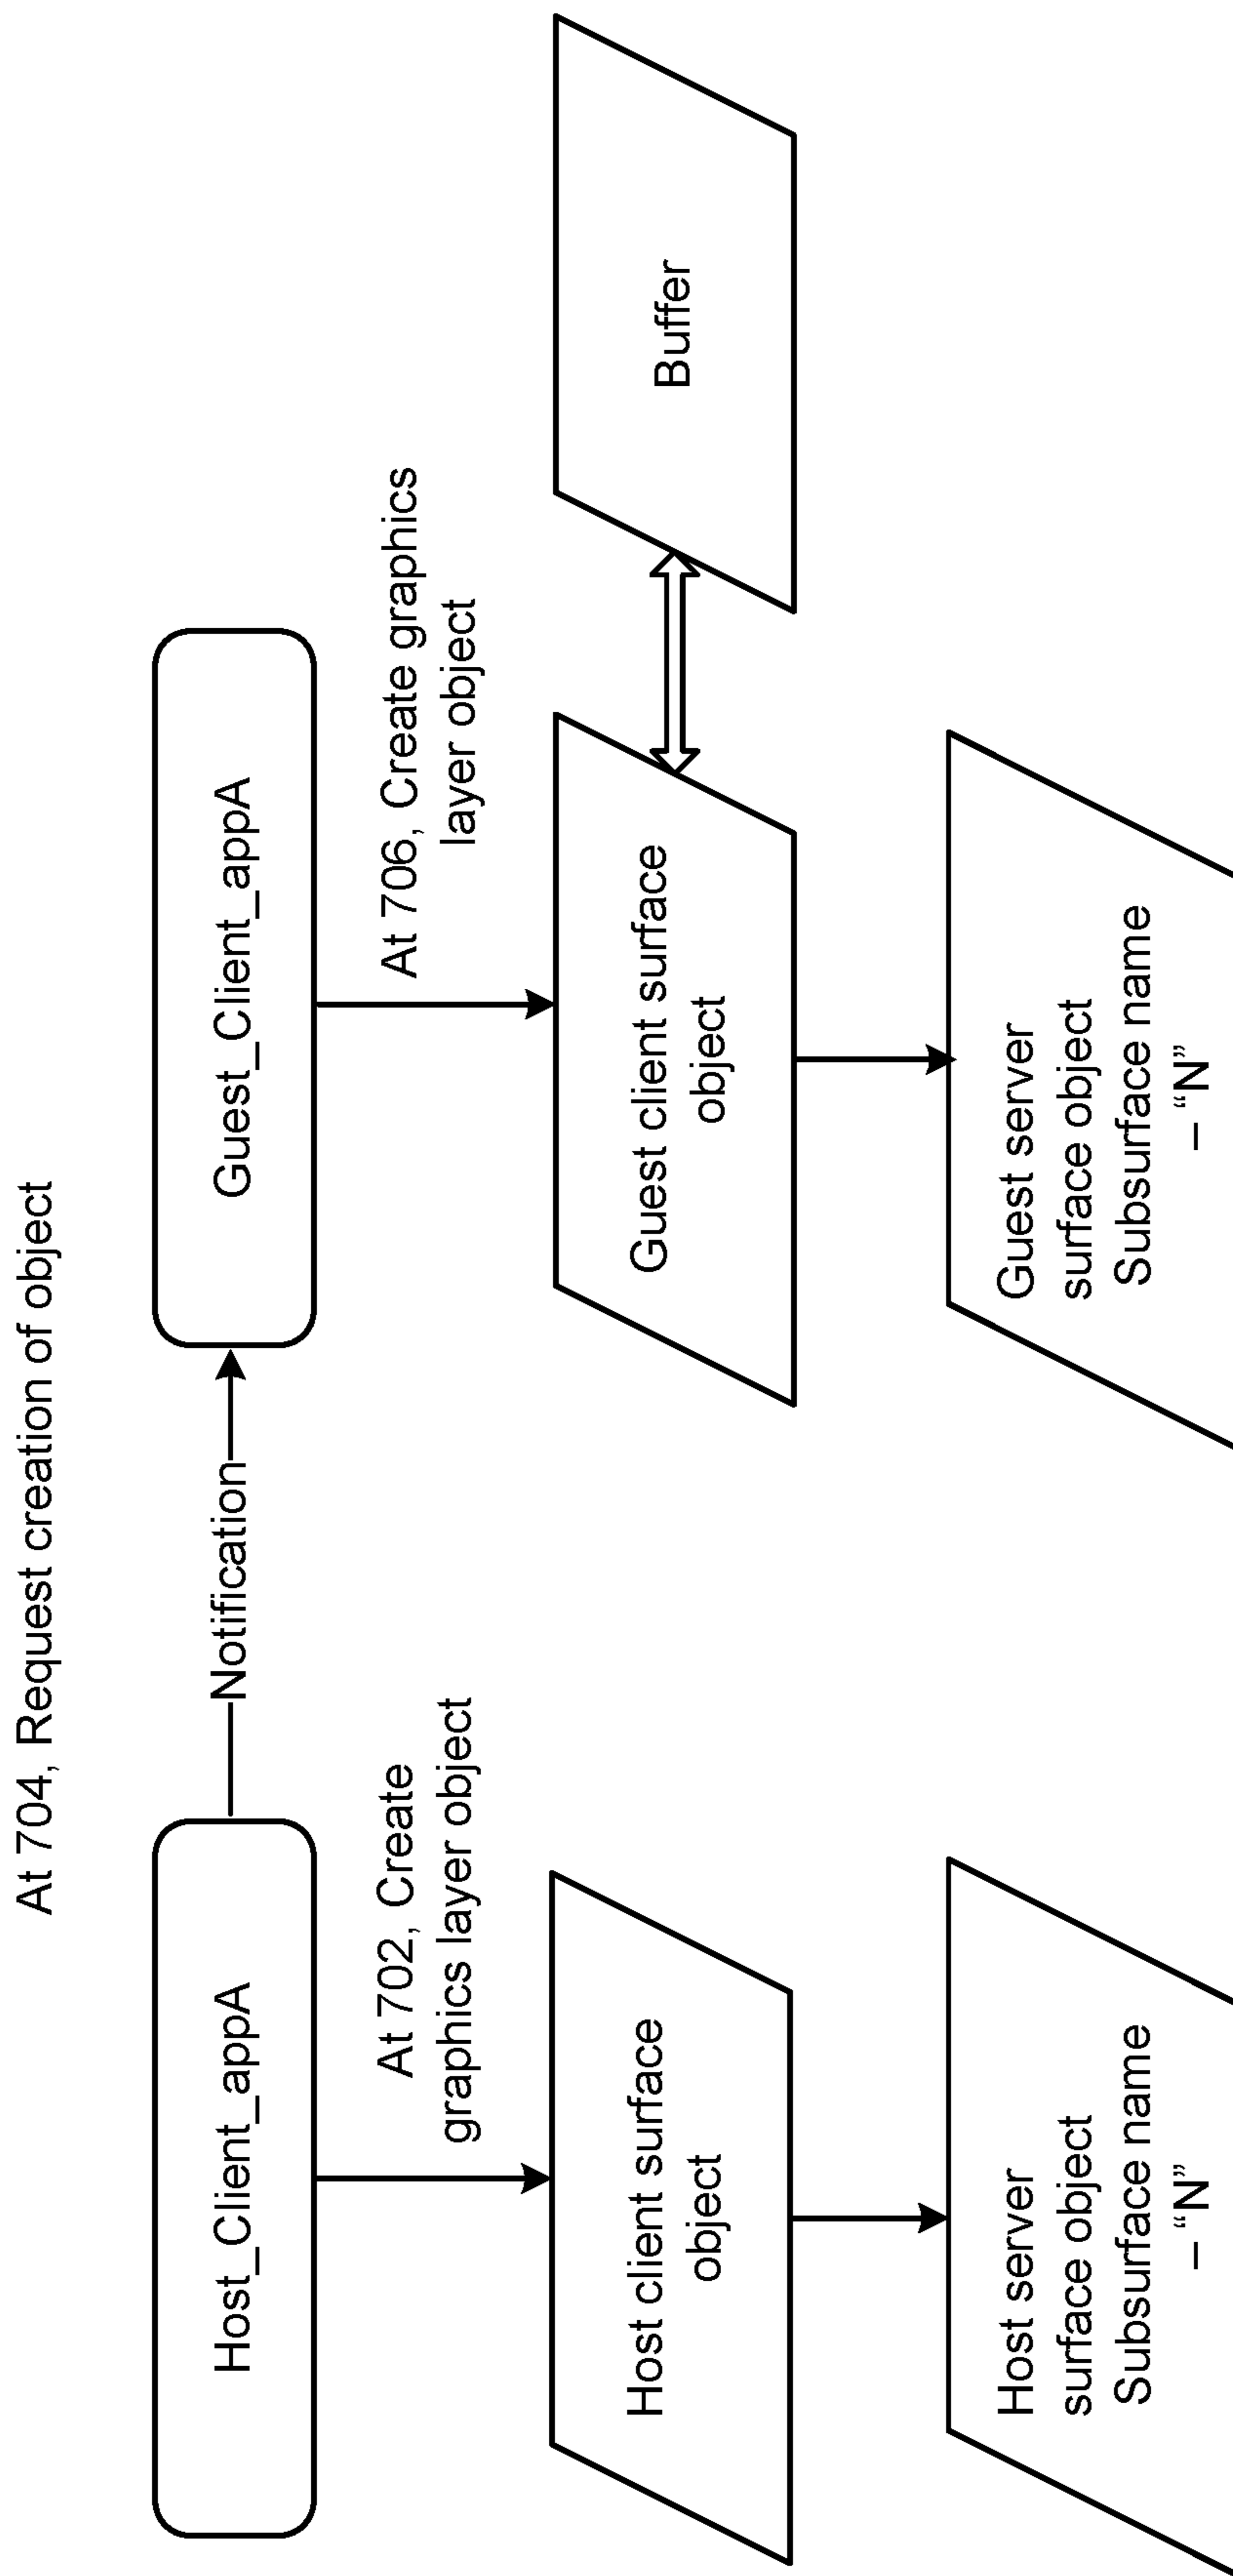 At 704, Request creation of object
Host_Client_appA
Notification
Guest_Client_appA
At 702, Create
graphics layer object
At 706, Create graphics
layer object
Host client surface
object
Guest client surface
object
Buffer
Host server
surface object
Subsurface name
– “N”
Guest server
surface object
Subsurface name
– “N”